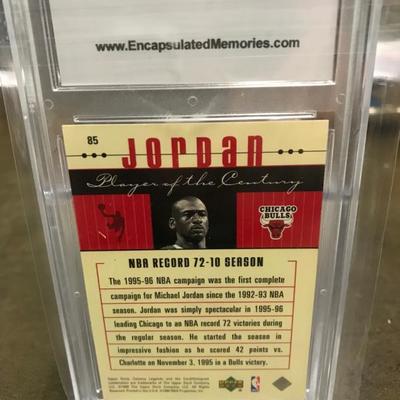 www.EncapsulatedMemories.com
85
JORDAN
Player of the Century
CHICAGO
BULLS
NBA RECORD 72-10 SEASON
The 1995-96 NBA campaign was the first complete
campaign for Michael Jordan since the 1992-93 NBA
season. Jordan was simply spectacular in 1995-96
leading Chicago to an NBA record 72 victories during
the regular season. He started the season in
impressive fashion as he scored 42 points vs.
Charlotte on November 3, 1995 in a Bulls victory.
UPPER DECK
NBA